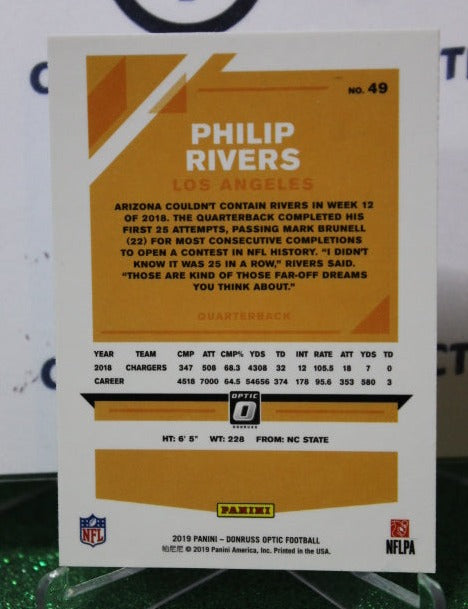 NO. 49
PHILIP
RIVERS
LOS ANGELES
ARIZONA COULDN'T CONTAIN RIVERS IN WEEK 12
OF 2018. THE QUARTERBACK COMPLETED HIS
FIRST 25 ATTEMPTS, PASSING MARK BRUNELL
(22) FOR MOST CONSECUTIVE COMPLETIONS
TO OPEN A CONTEST IN NFL HISTORY. "I DIDN'T
KNOW IT WAS 25 IN A ROW," RIVERS SAID.
"THOSE ARE KIND OF THOSE FAR-OFF DREAMS
YOU THINK ABOUT."
QUARTERBACK
YEAR TEAM CMP ATT CMP% YDS TD INT RATE ATT YDS TD
2018 CHARGERS 347 508 68.3 4308 32 12 105.5 18 7 0
CAREER 4518 7000 64.5 54656 374 178 95.6 353 580 3
OPTIC
DONRUSS
HT: 6' 5" WT: 228 FROM: NC STATE
PANINI
NFL
2019 PANINI – DONRUSS OPTIC FOOTBALL
帕尼尼 © 2019 Panini America, Inc. Printed in the USA.
NFLPA